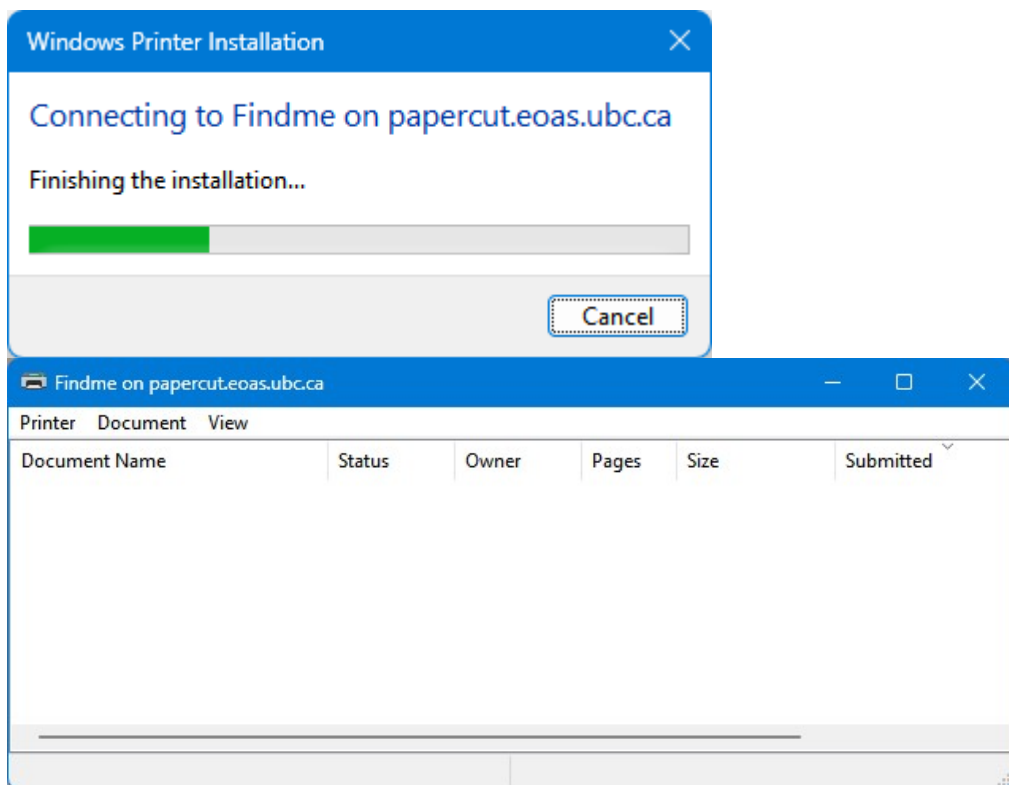 Windows Printer Installation
Connecting to Findme on papercut.eoas.ubc.ca
Finishing the installation...
Cancel
Findme on papercut.eoas.ubc.ca
Printer Document View
Document Name Status Owner Pages Size Submitted